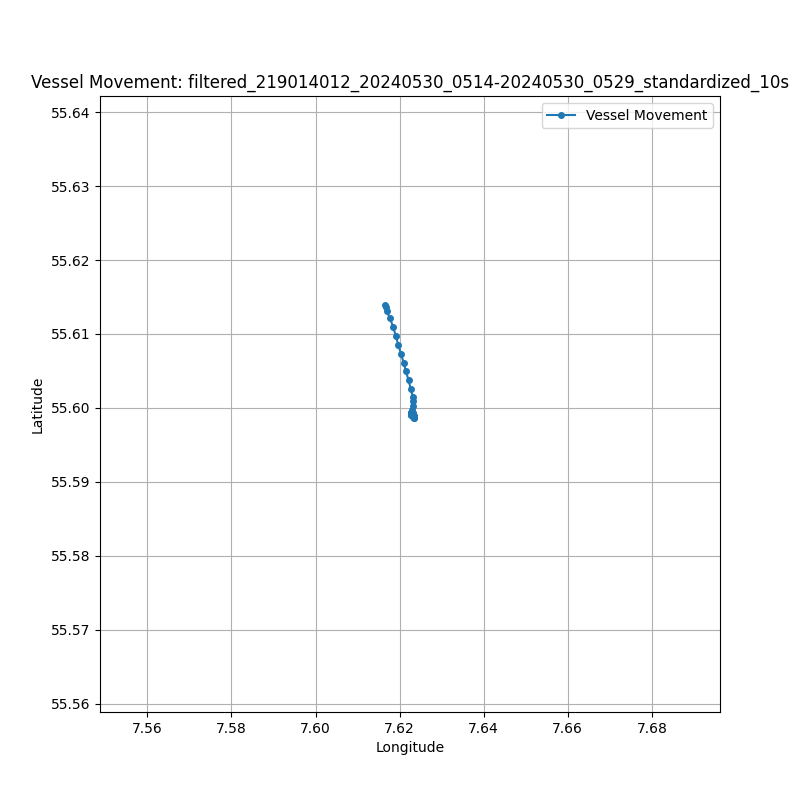 Vessel Movement: filtered_219014012_20240530_0514-20240530_0529_standardized_10s
Vessel Movement
55.64
55.63
55.62
55.61
55.60
55.59
55.58
55.57
55.56
Latitude
7.56 7.58 7.60 7.62 7.64 7.66 7.68
Longitude